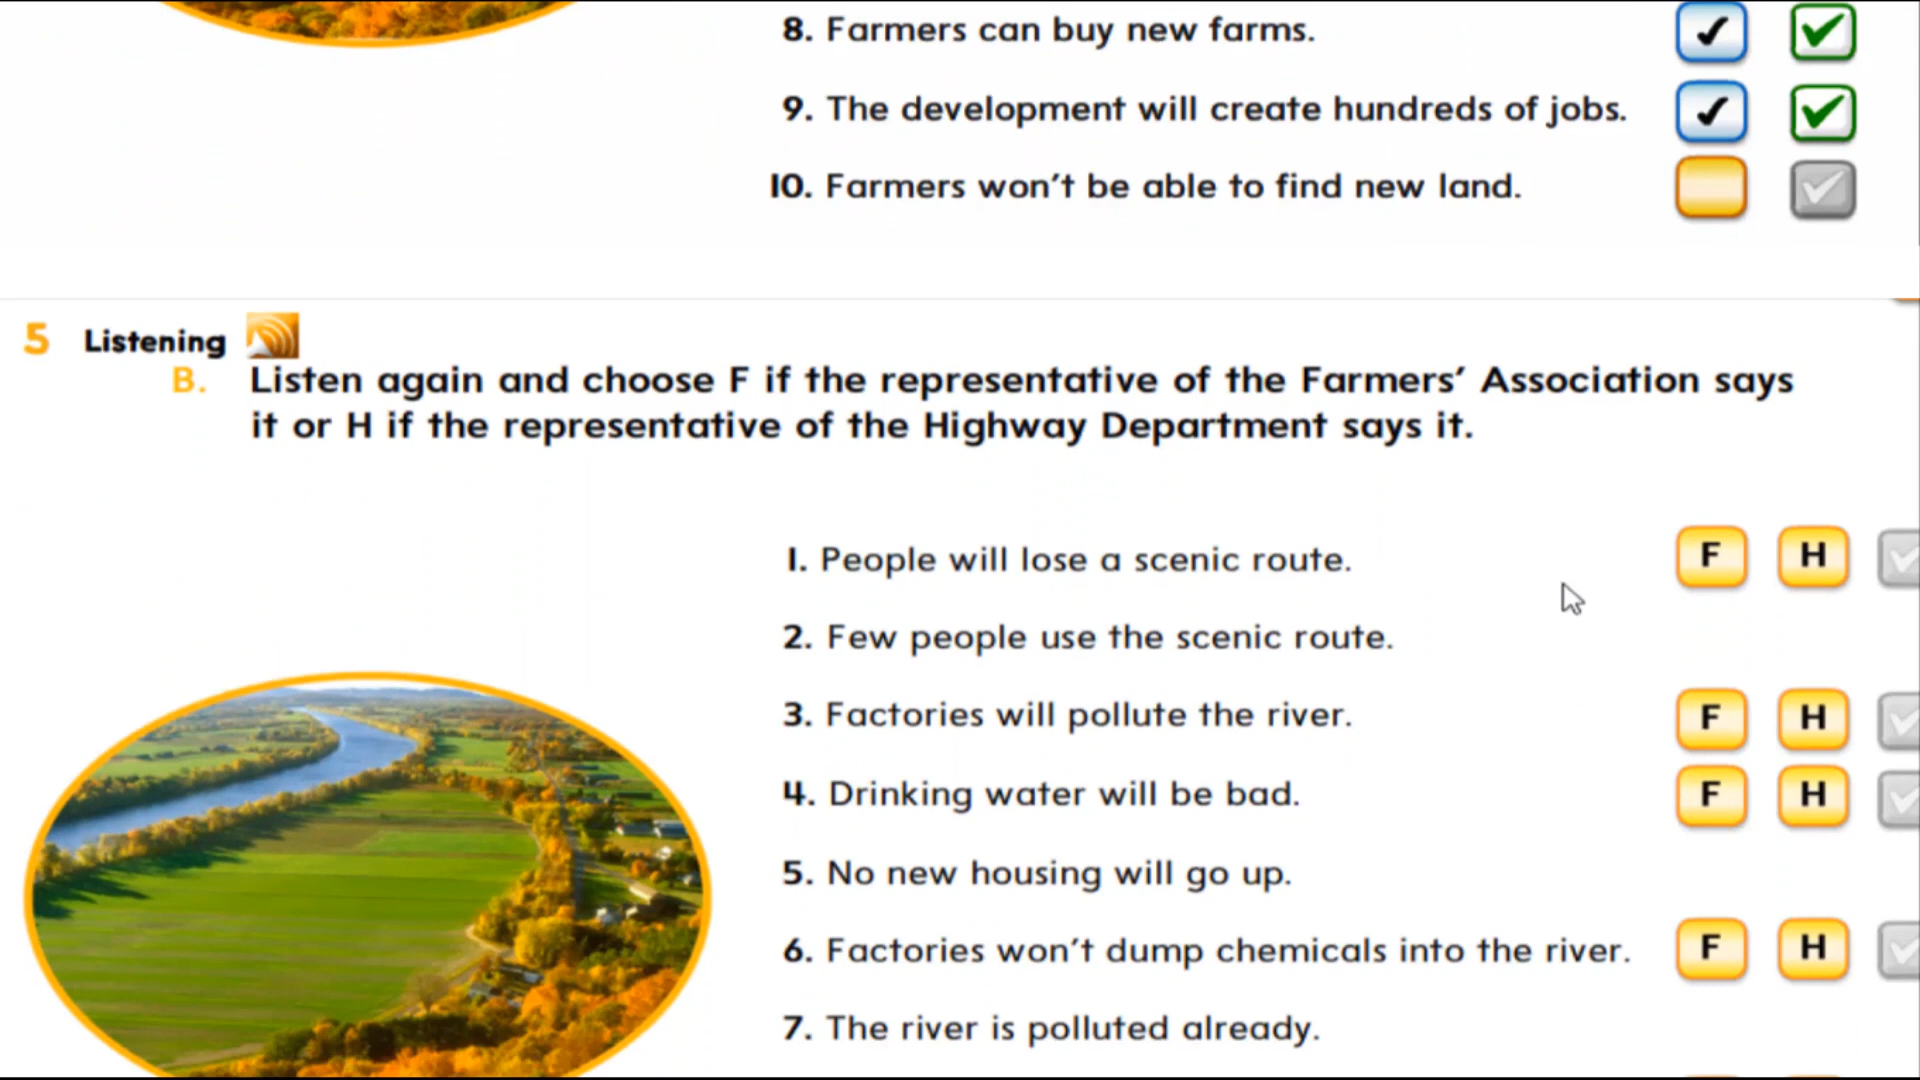 8. Farmers can buy new farms.
9. The development will create hundreds of jobs.
10. Farmers won't be able to find new land.
5 Listening
B. Listen again and choose F if the representative of the Farmers' Association says
it or H if the representative of the Highway Department says it.
1. People will lose a scenic route. F H
2. Few people use the scenic route.
3. Factories will pollute the river. F H
4. Drinking water will be bad. F H
5. No new housing will go up.
6. Factories won't dump chemicals into the river. F H
7. The river is polluted already.